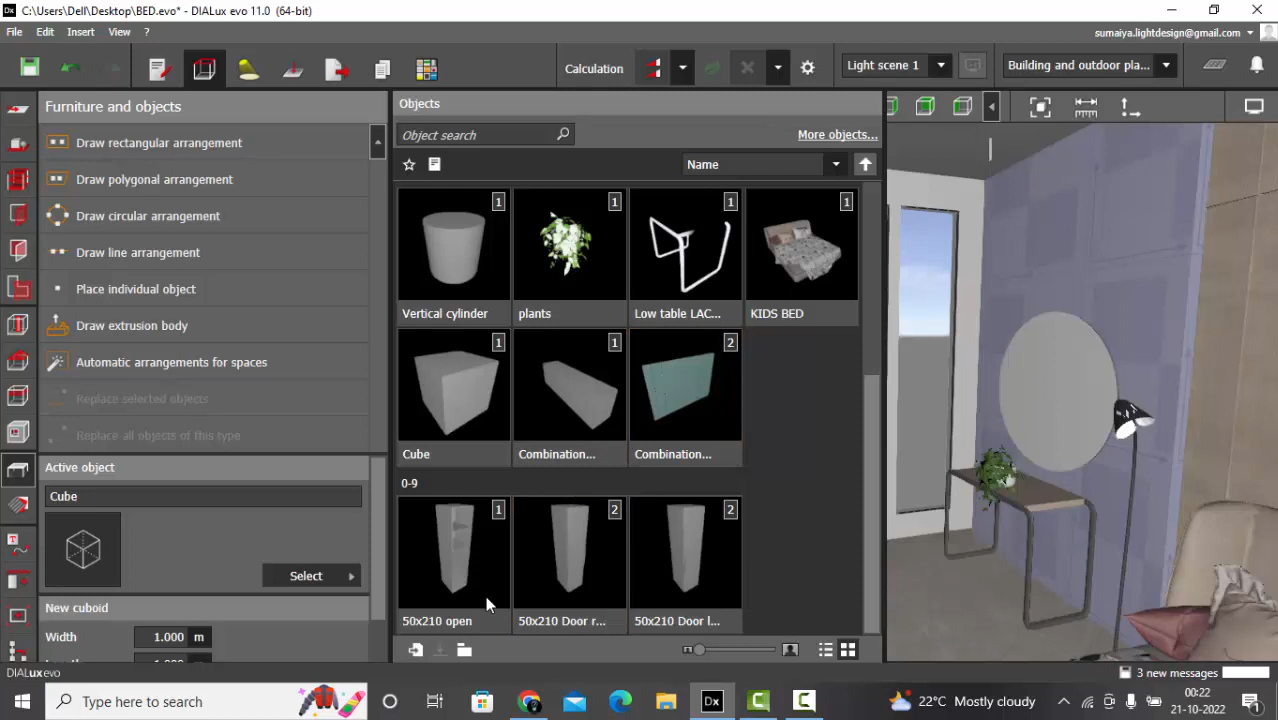 C:\Users\Dell\Desktop\BED.evo* - DIALux evo 11.0 (64-bit)
File Edit Insert View ?
sumaiya.lightdesign@gmail.com
Calculation
Light scene 1
Building and outdoor pla...
Furniture and objects
Objects
Draw rectangular arrangement
Object search
More objects...
Draw polygonal arrangement
Name
Draw circular arrangement
1
1
1
1
Draw line arrangement
Place individual object
Vertical cylinder
plants
Low table LAC...
KIDS BED
Draw extrusion body
1
1
2
Automatic arrangements for spaces
Replace selected objects
Replace all objects of this type
Cube
Combination...
Combination...
Active object
0-9
Cube
1
2
2
Select
New cuboid
50x210 open
50x210 Door r...
50x210 Door l...
Width 1.000 m
DIALux evo
3 new messages
Type here to search
Dx
22°C Mostly cloudy
00:22
21-10-2022
1